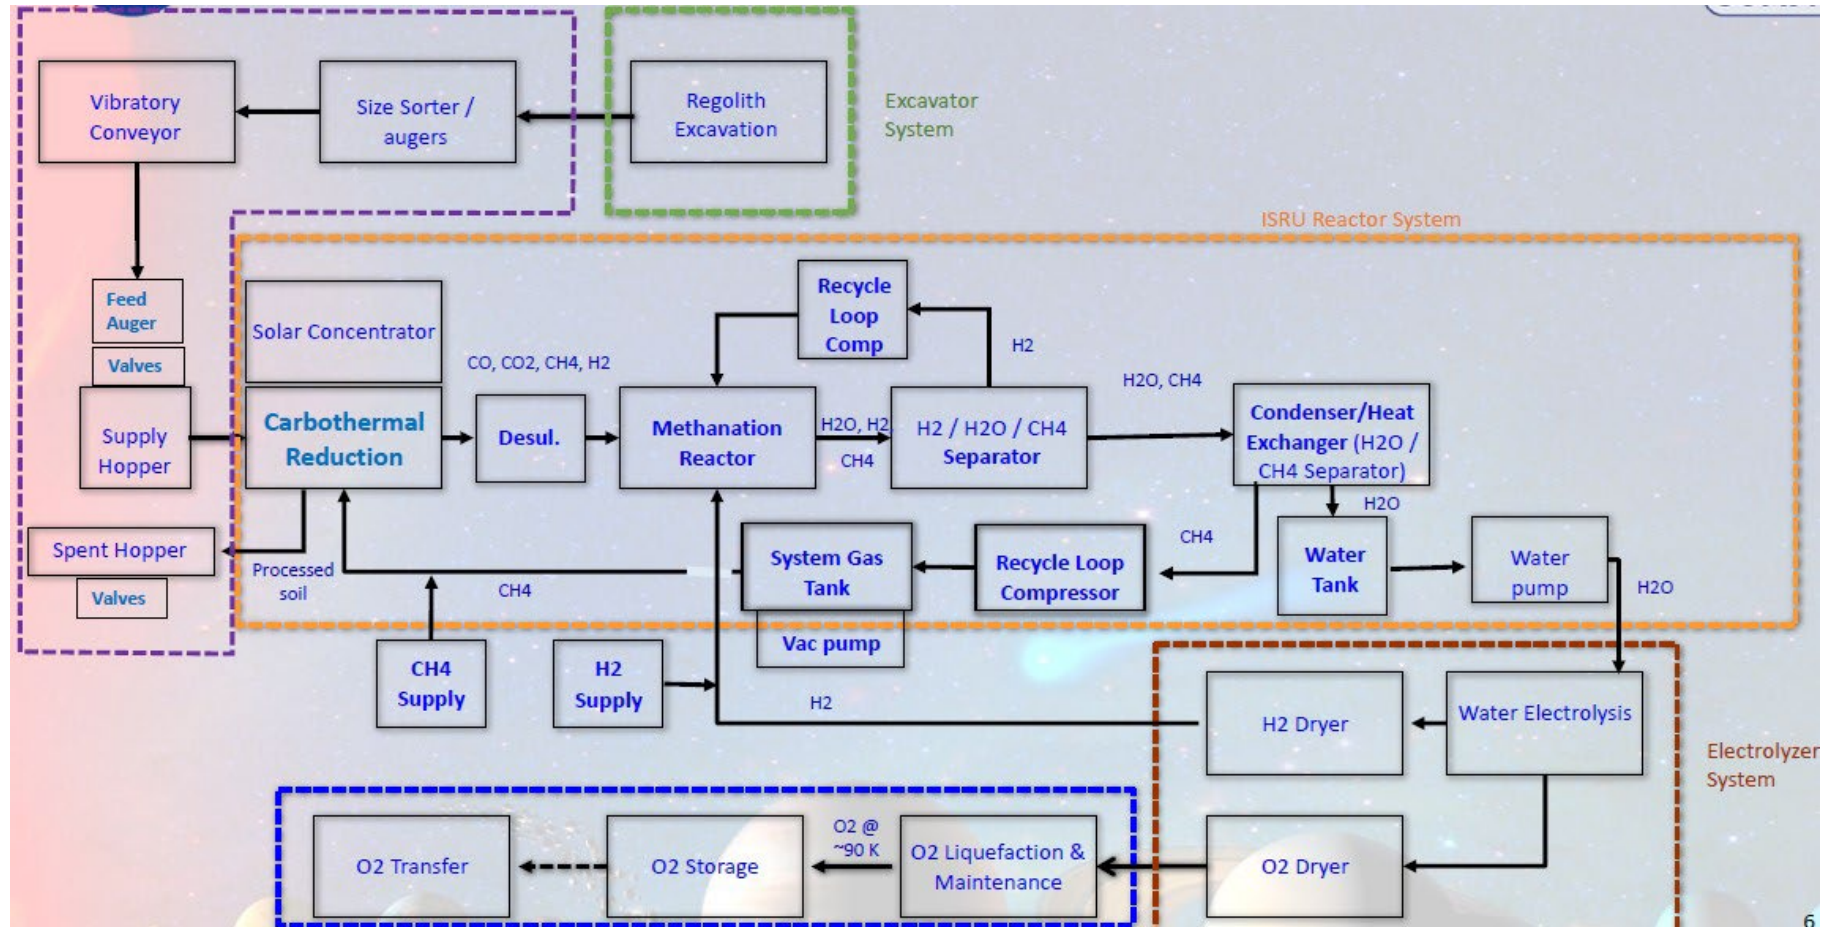 Vibratory
Conveyor
Size Sorter /
augers
Regolith
Excavation
Excavator
System
ISRU Reactor System
Feed
Auger
Valves
Supply
Hopper
Spent Hopper
Valves
Solar Concentrator
Carbothermal
Reduction
Processed
soil
CO, CO2, CH4, H2
Desul.
Methanation
Reactor
Recycle
Loop
Comp
H2
H2O, H2,
CH4
H2 / H2O / CH4
Separator
H2O, CH4
Condenser/Heat
Exchanger (H2O /
CH4 Separator)
H2O
CH4
Water
Tank
Water
pump
H2O
Recycle Loop
Compressor
System Gas
Tank
Vac pump
CH4
CH4
Supply
H2
Supply
H2
H2 Dryer
Water Electrolysis
Electrolyzer
System
O2 Transfer
O2 Storage
O2 @
~90 K
O2 Liquefaction &
Maintenance
O2 Dryer
6